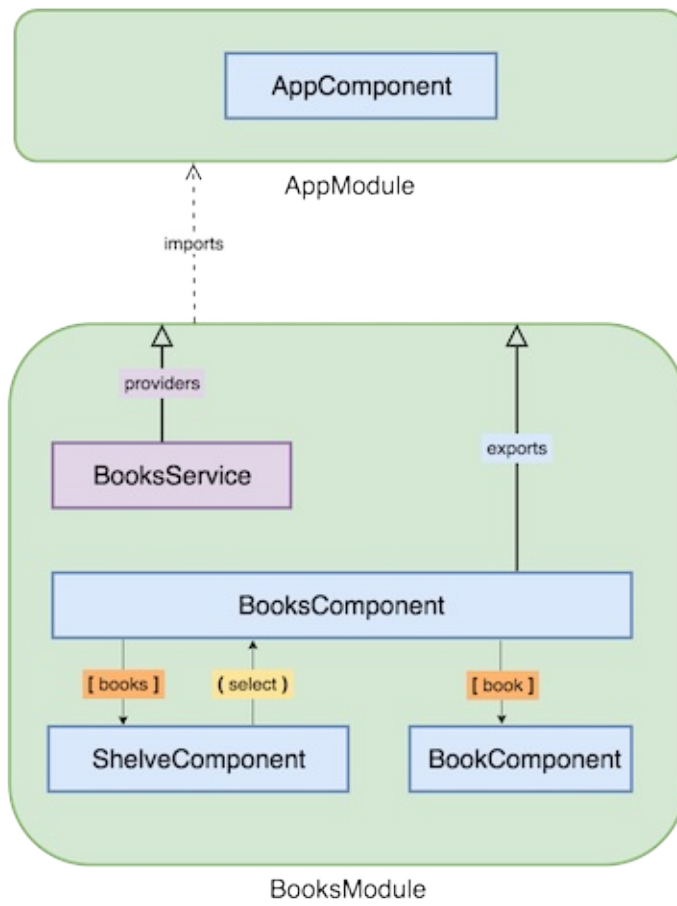 AppComponent
AppModule
imports
providers
BooksService
exports
BooksComponent
[ books ]
( select )
[ book ]
ShelveComponent
BookComponent
BooksModule